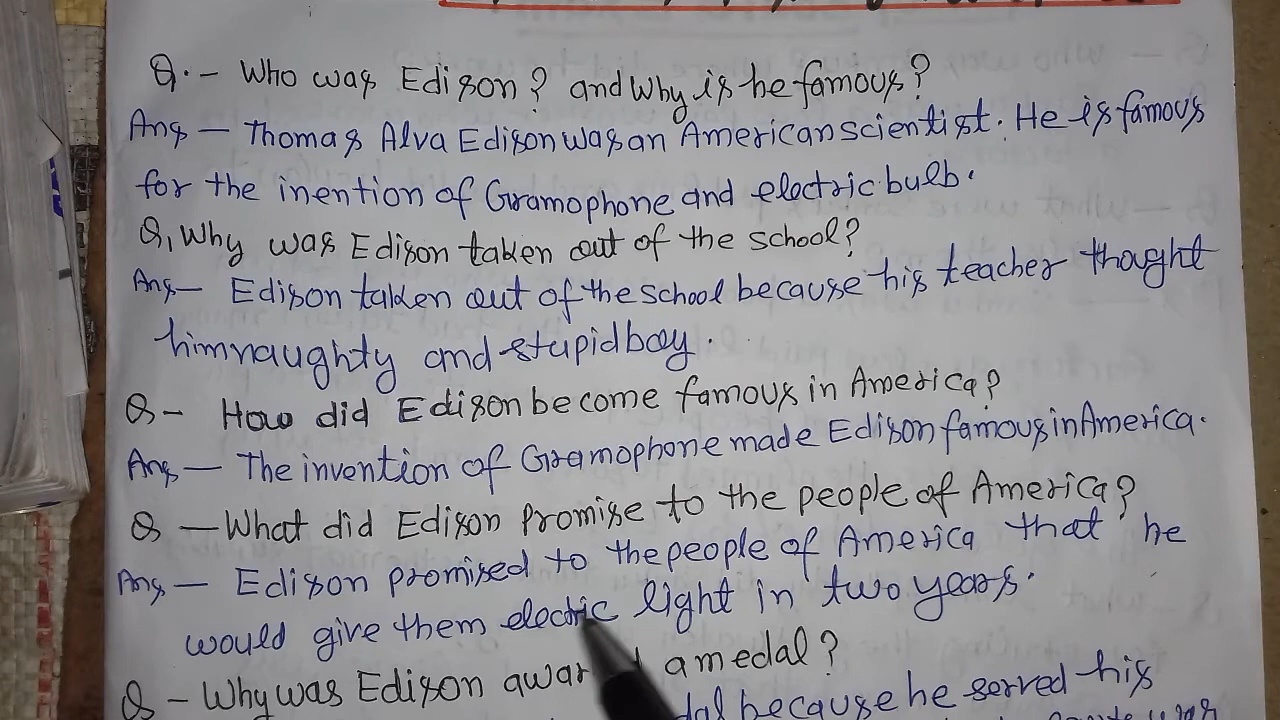 Q.- Who was Edison? and Why is he famous?
Ans - Thomas Alva Edison was an American scientist. He is famous
for the inention of Gramophone and electric bulb.
Q, Why was Edison taken out of the school?
Ans- Edison taken out of the school because his teacher thought
him naughty and stupid boy.
Q- How did Edison become famous in America?
Ans - The invention of Gramophone made Edison famous in America.
Q - What did Edison Promise to the people of America?
Ans - Edison promised to the people of America that he
would give them electric light in two years.
Q - Why was Edison a medal?
because he served his